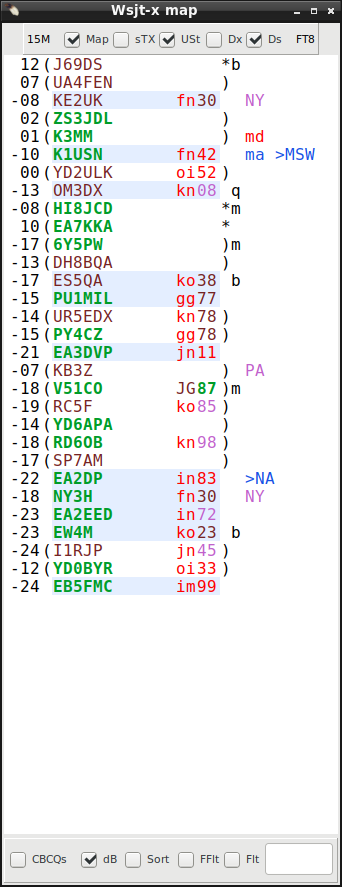 Wsjt-x map
15M Map sTX USt Dx Ds FT8
12(J69DS *b
07(UA4FEN )
-08 KE2UK fn30 NY
02(ZS3JDL )
01(K3MM ) md
-10 K1USN fn42 ma >MSW
00(YD2ULK oi52)
-13 OM3DX kn08 q
-08(HI8JCD *m
10(EA7KKA *
-17(6Y5PW )m
-13(DH8BQA )
-17 ES5QA ko38 b
-15 PU1MIL gg77
-14(UR5EDX kn78)
-15(PY4CZ gg78)
-21 EA3DVP jn11
-07(KB3Z ) PA
-18(V51CO JG87)m
-19(RC5F ko85)
-14(YD6APA )
-18(RD6OB kn98)
-17(SP7AM )
-22 EA2DP in83 >NA
-18 NY3H fn30 NY
-23 EA2EED in72
-23 EW4M ko23 b
-24(I1RJP jn45)
-12(YD0BYR oi33)
-24 EB5FMC im99
CBCQs dB Sort FFlt Flt